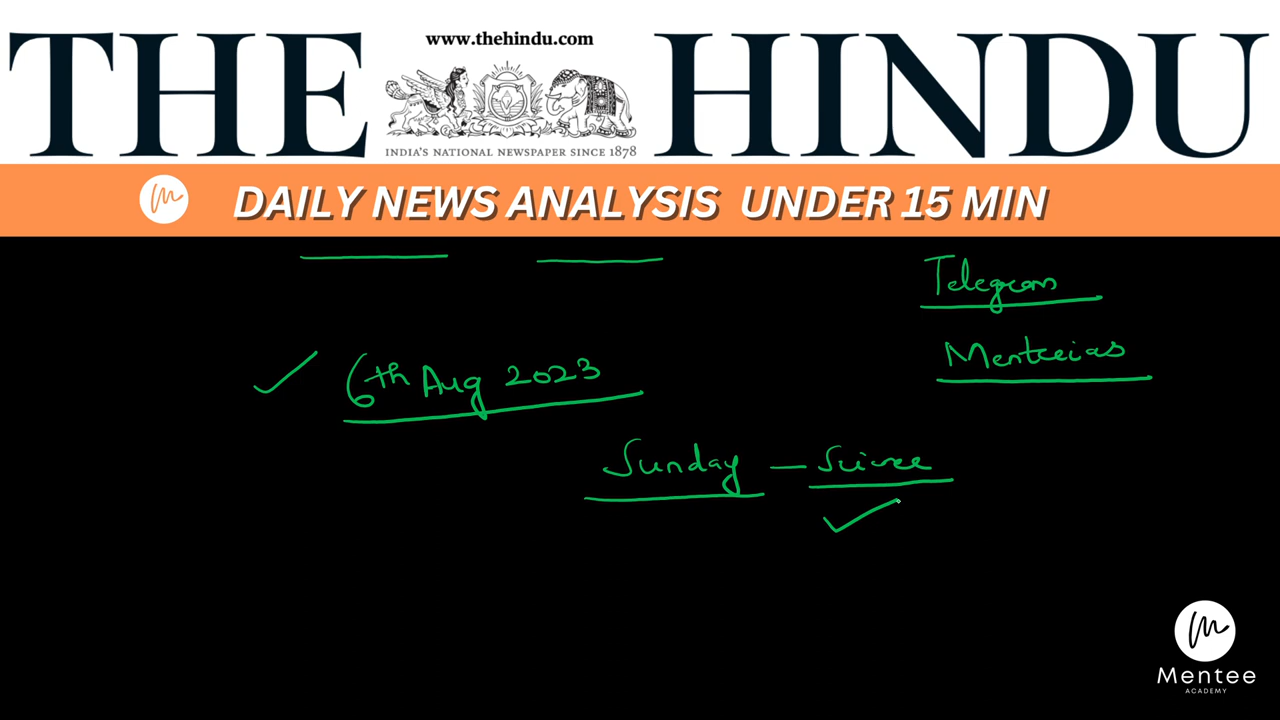 www.thehindu.com
THE HINDU
INDIA'S NATIONAL NEWSPAPER SINCE 1878
DAILY NEWS ANALYSIS UNDER 15 MIN
Telegram
Menteeias
6th Aug 2023
Sunday –
Mentee
ACADEMY